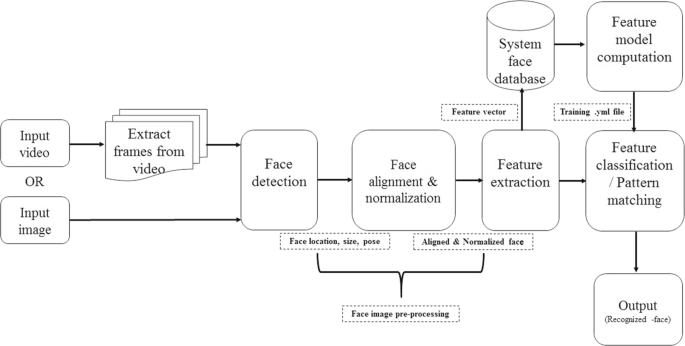 System
face
database
Feature
model
computation
Feature vector
Training .yml file
Input
video
Extract
frames from
video
OR
Input
image
Face
detection
Face
alignment &
normalization
Feature
extraction
Feature
classification
/ Pattern
matching
Face location, size, pose
Aligned & Normalized face
Face image pre-processing
Output
(Recognized -face)